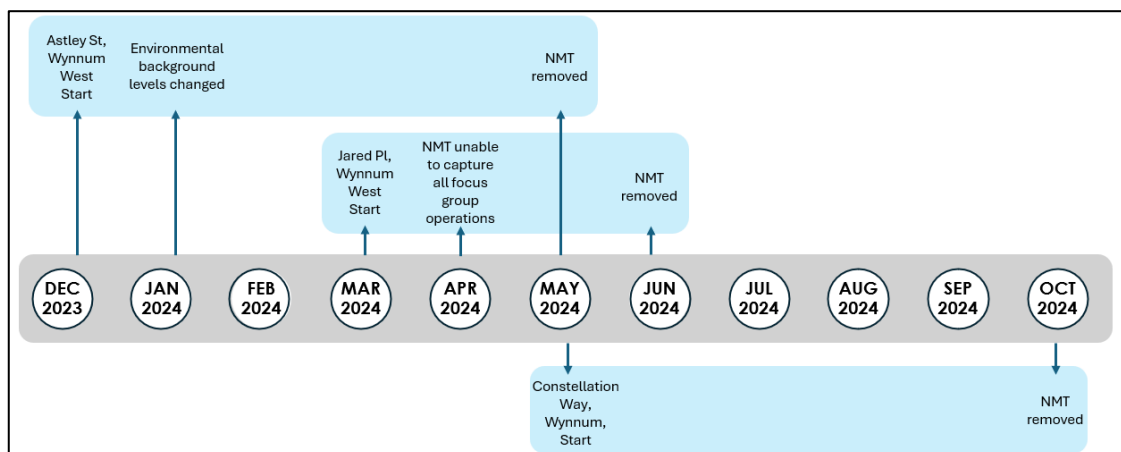 Astley St,
Wynnum
West
Start
Environmental
background
levels changed
NMT
removed
Jared Pl,
Wynnum
West
Start
NMT unable
to capture
all focus
group
operations
NMT
removed
DEC
2023
JAN
2024
FEB
2024
MAR
2024
APR
2024
MAY
2024
JUN
2024
JUL
2024
AUG
2024
SEP
2024
OCT
2024
Constellation
Way,
Wynnum,
Start
NMT
removed